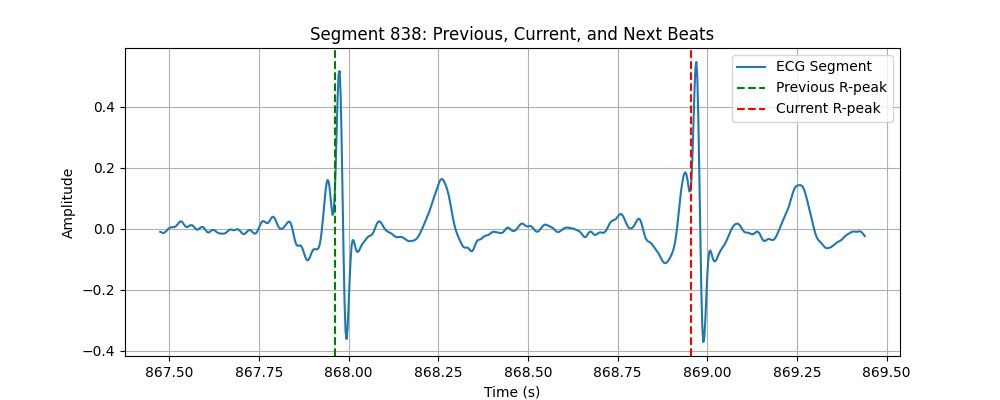 Segment 838: Previous, Current, and Next Beats
ECG Segment
Previous R-peak
Current R-peak
Amplitude
0.4
0.2
0.0
−0.2
−0.4
867.50 867.75 868.00 868.25 868.50 868.75 869.00 869.25 869.50
Time (s)